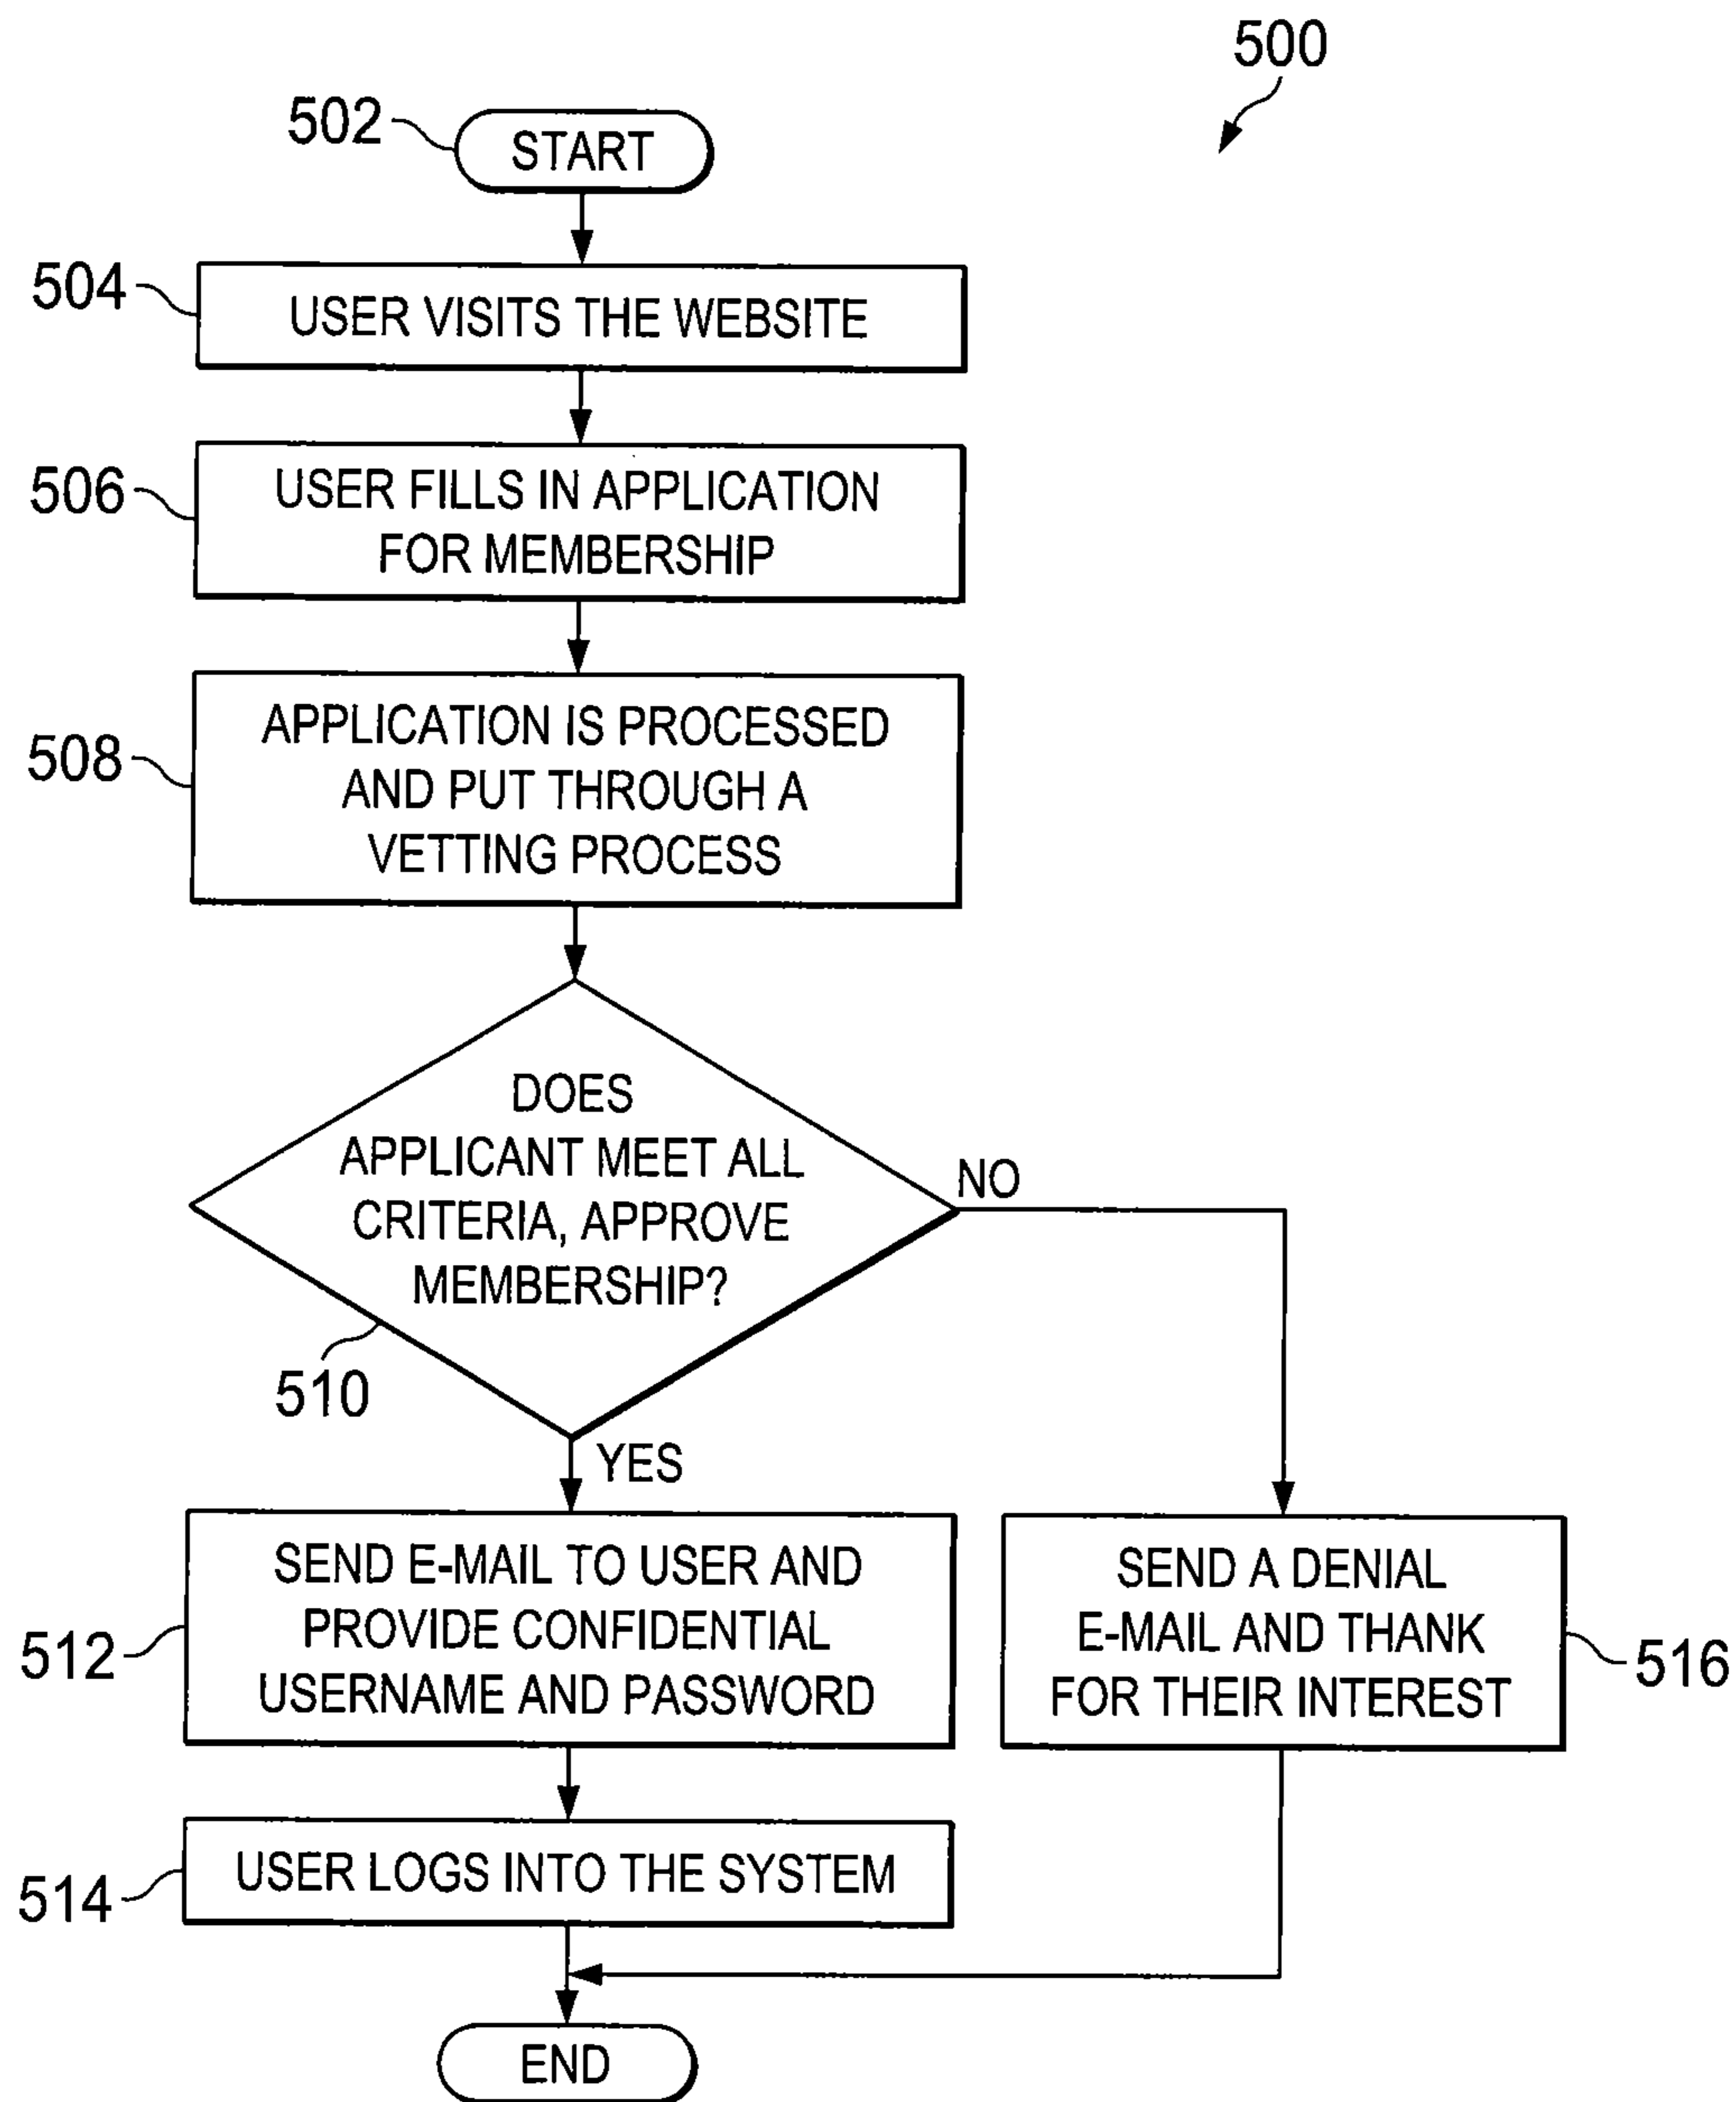 500
502
START
504
USER VISITS THE WEBSITE
506
USER FILLS IN APPLICATION
FOR MEMBERSHIP
508
APPLICATION IS PROCESSED
AND PUT THROUGH A
VETTING PROCESS
DOES
APPLICANT MEET ALL
CRITERIA, APPROVE
MEMBERSHIP?
NO
510
YES
512
SEND E-MAIL TO USER AND
PROVIDE CONFIDENTIAL
USERNAME AND PASSWORD
SEND A DENIAL
E-MAIL AND THANK
FOR THEIR INTEREST
516
514
USER LOGS INTO THE SYSTEM
END